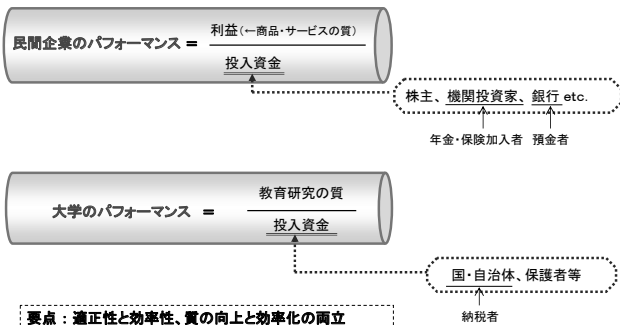 利益(←商品・サービスの質)
民間企業のパフォーマンス =
投入資金
株主、機関投資家、銀行 etc.
年金・保険加入者 預金者
教育研究の質
大学のパフォーマンス =
投入資金
国・自治体、保護者等
納税者
要点：適正性と効率性、質の向上と効率化の両立